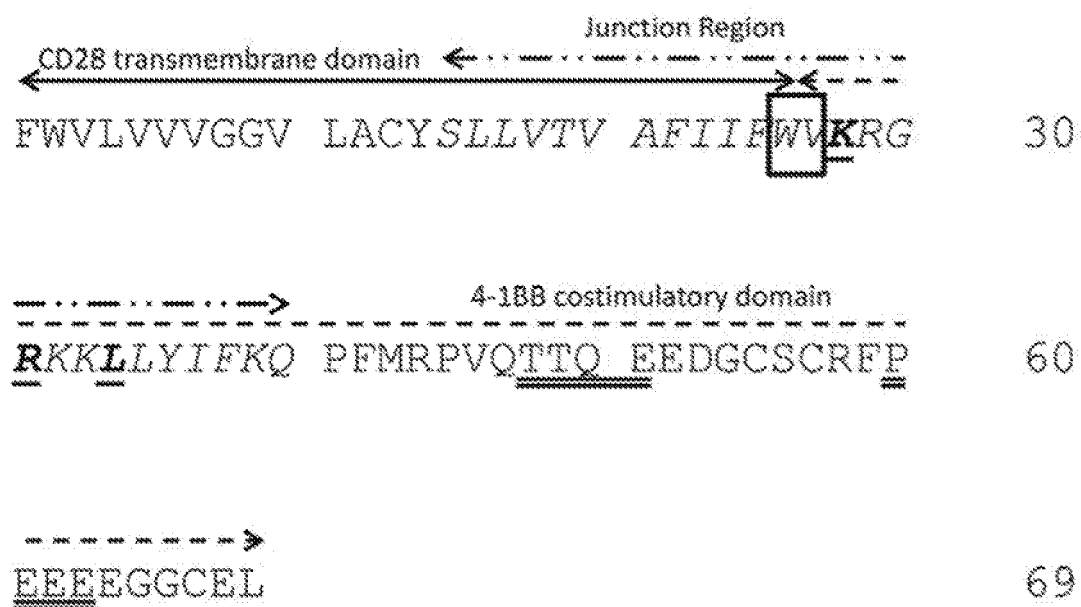 Junction Region
CD28 transmembrane domain
FWVLVVVGGV LACYSLLVTV AFIIFWVKRG 30
4-1BB costimulatory domain
RKKLLYIFKQ PFMRPVQTTQ EEDGCSCRFP 60
EEEEGGCEL 69